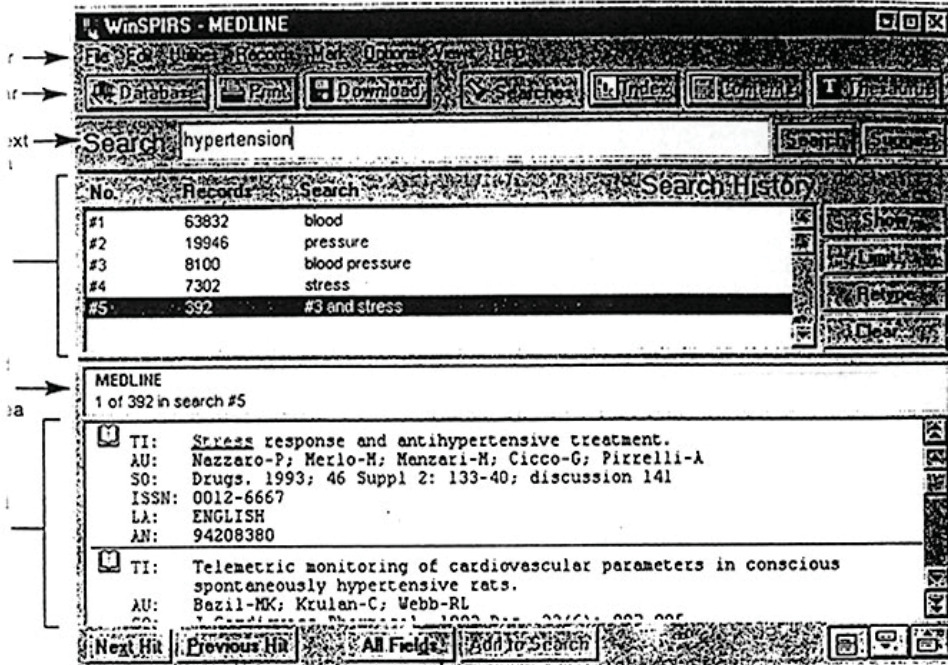 WinSPIRS - MEDLINE
File Edit Utilities Records Mark Options Views Help
Database Print Download Searches Index Contents Thesaurus
Search hypertension Search Suggest
Search History
No. Records Search
#1 63832 blood
#2 19946 pressure
#3 8100 blood pressure
#4 7302 stress
#5 392 #3 and stress
Show
Limit
Retype
Clear
MEDLINE
1 of 392 in search #5
TI: Stress response and antihypertensive treatment.
AU: Nazzaro-P; Merlo-M; Manzari-M; Cicco-G; Pirrelli-A
SO: Drugs. 1993; 46 Suppl 2: 133-40; discussion 141
ISSN: 0012-6667
LA: ENGLISH
AN: 94208380
TI: Telemetric monitoring of cardiovascular parameters in conscious
spontaneously hypertensive rats.
AU: Bazil-MK; Krulan-C; Webb-RL
Next Hit Previous Hit All Fields Add to Search